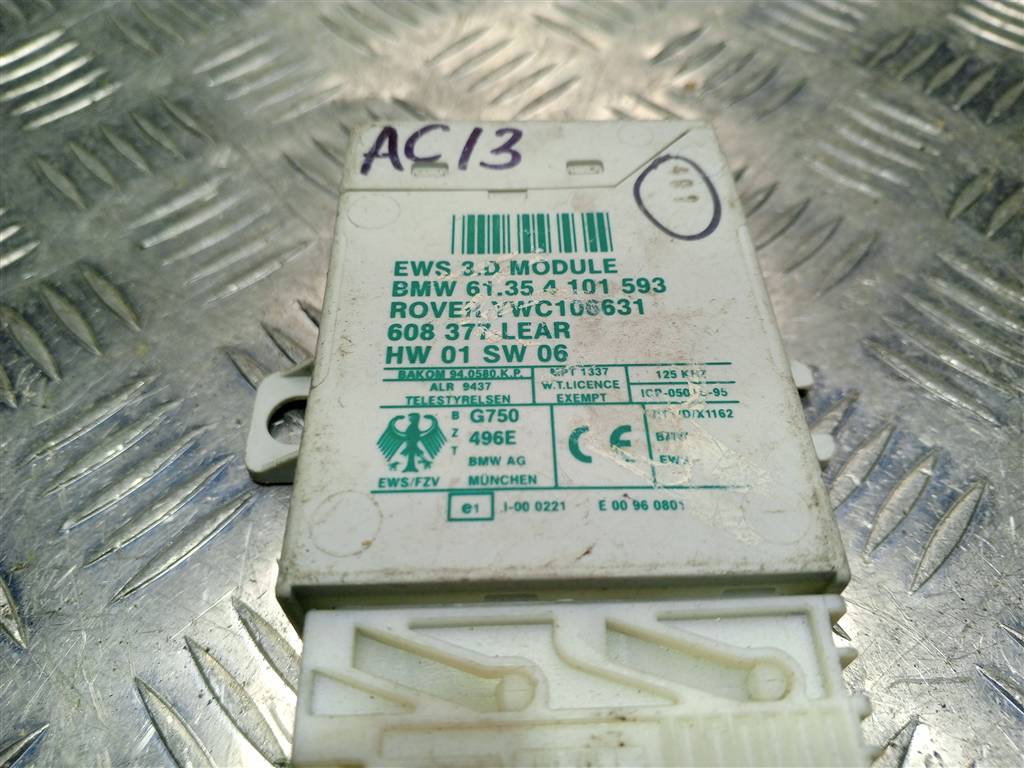 AC13
EWS 3.D MODULE
BMW 61.35 4 101 593
ROVER YWC106631
608 377 LEAR
HW 01 SW 06
BAKOM 94.0580.K.P. 1337 125 KHZ
ALR 9437 W.T.LICENCE
TELESTYRELSEN EXEMPT
B G750
Z 496E CE
T BMW AG
EWS/FZV MÜNCHEN
e1 I-00 0221 E 00 96 0801